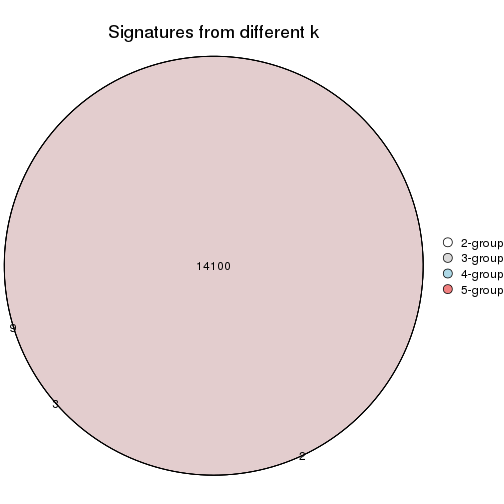 Signatures from different k
14100
2-group
3-group
4-group
5-group
9
3
2